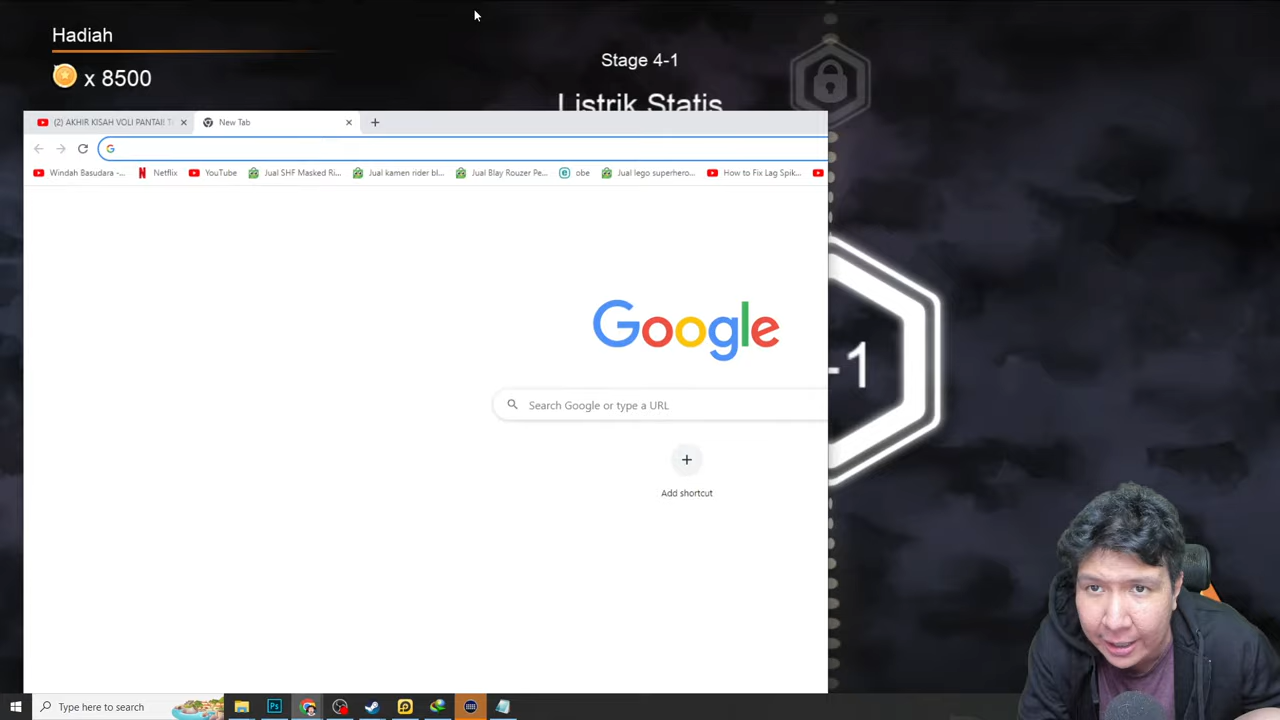 Hadiah
x 8500
Stage 4-1
Listrik Statis
(2) AKHIR KISAH VOLI PANTAI!
New Tab
Windah Basudara -...
Netflix
YouTube
Jual SHF Masked Ri...
Jual kamen rider bl...
Jual Blay Rouzer Pe...
obe
Jual lego superhero...
How to Fix Lag Spik...
Google
-1
Search Google or type a URL
Add shortcut
Type here to search
Ps